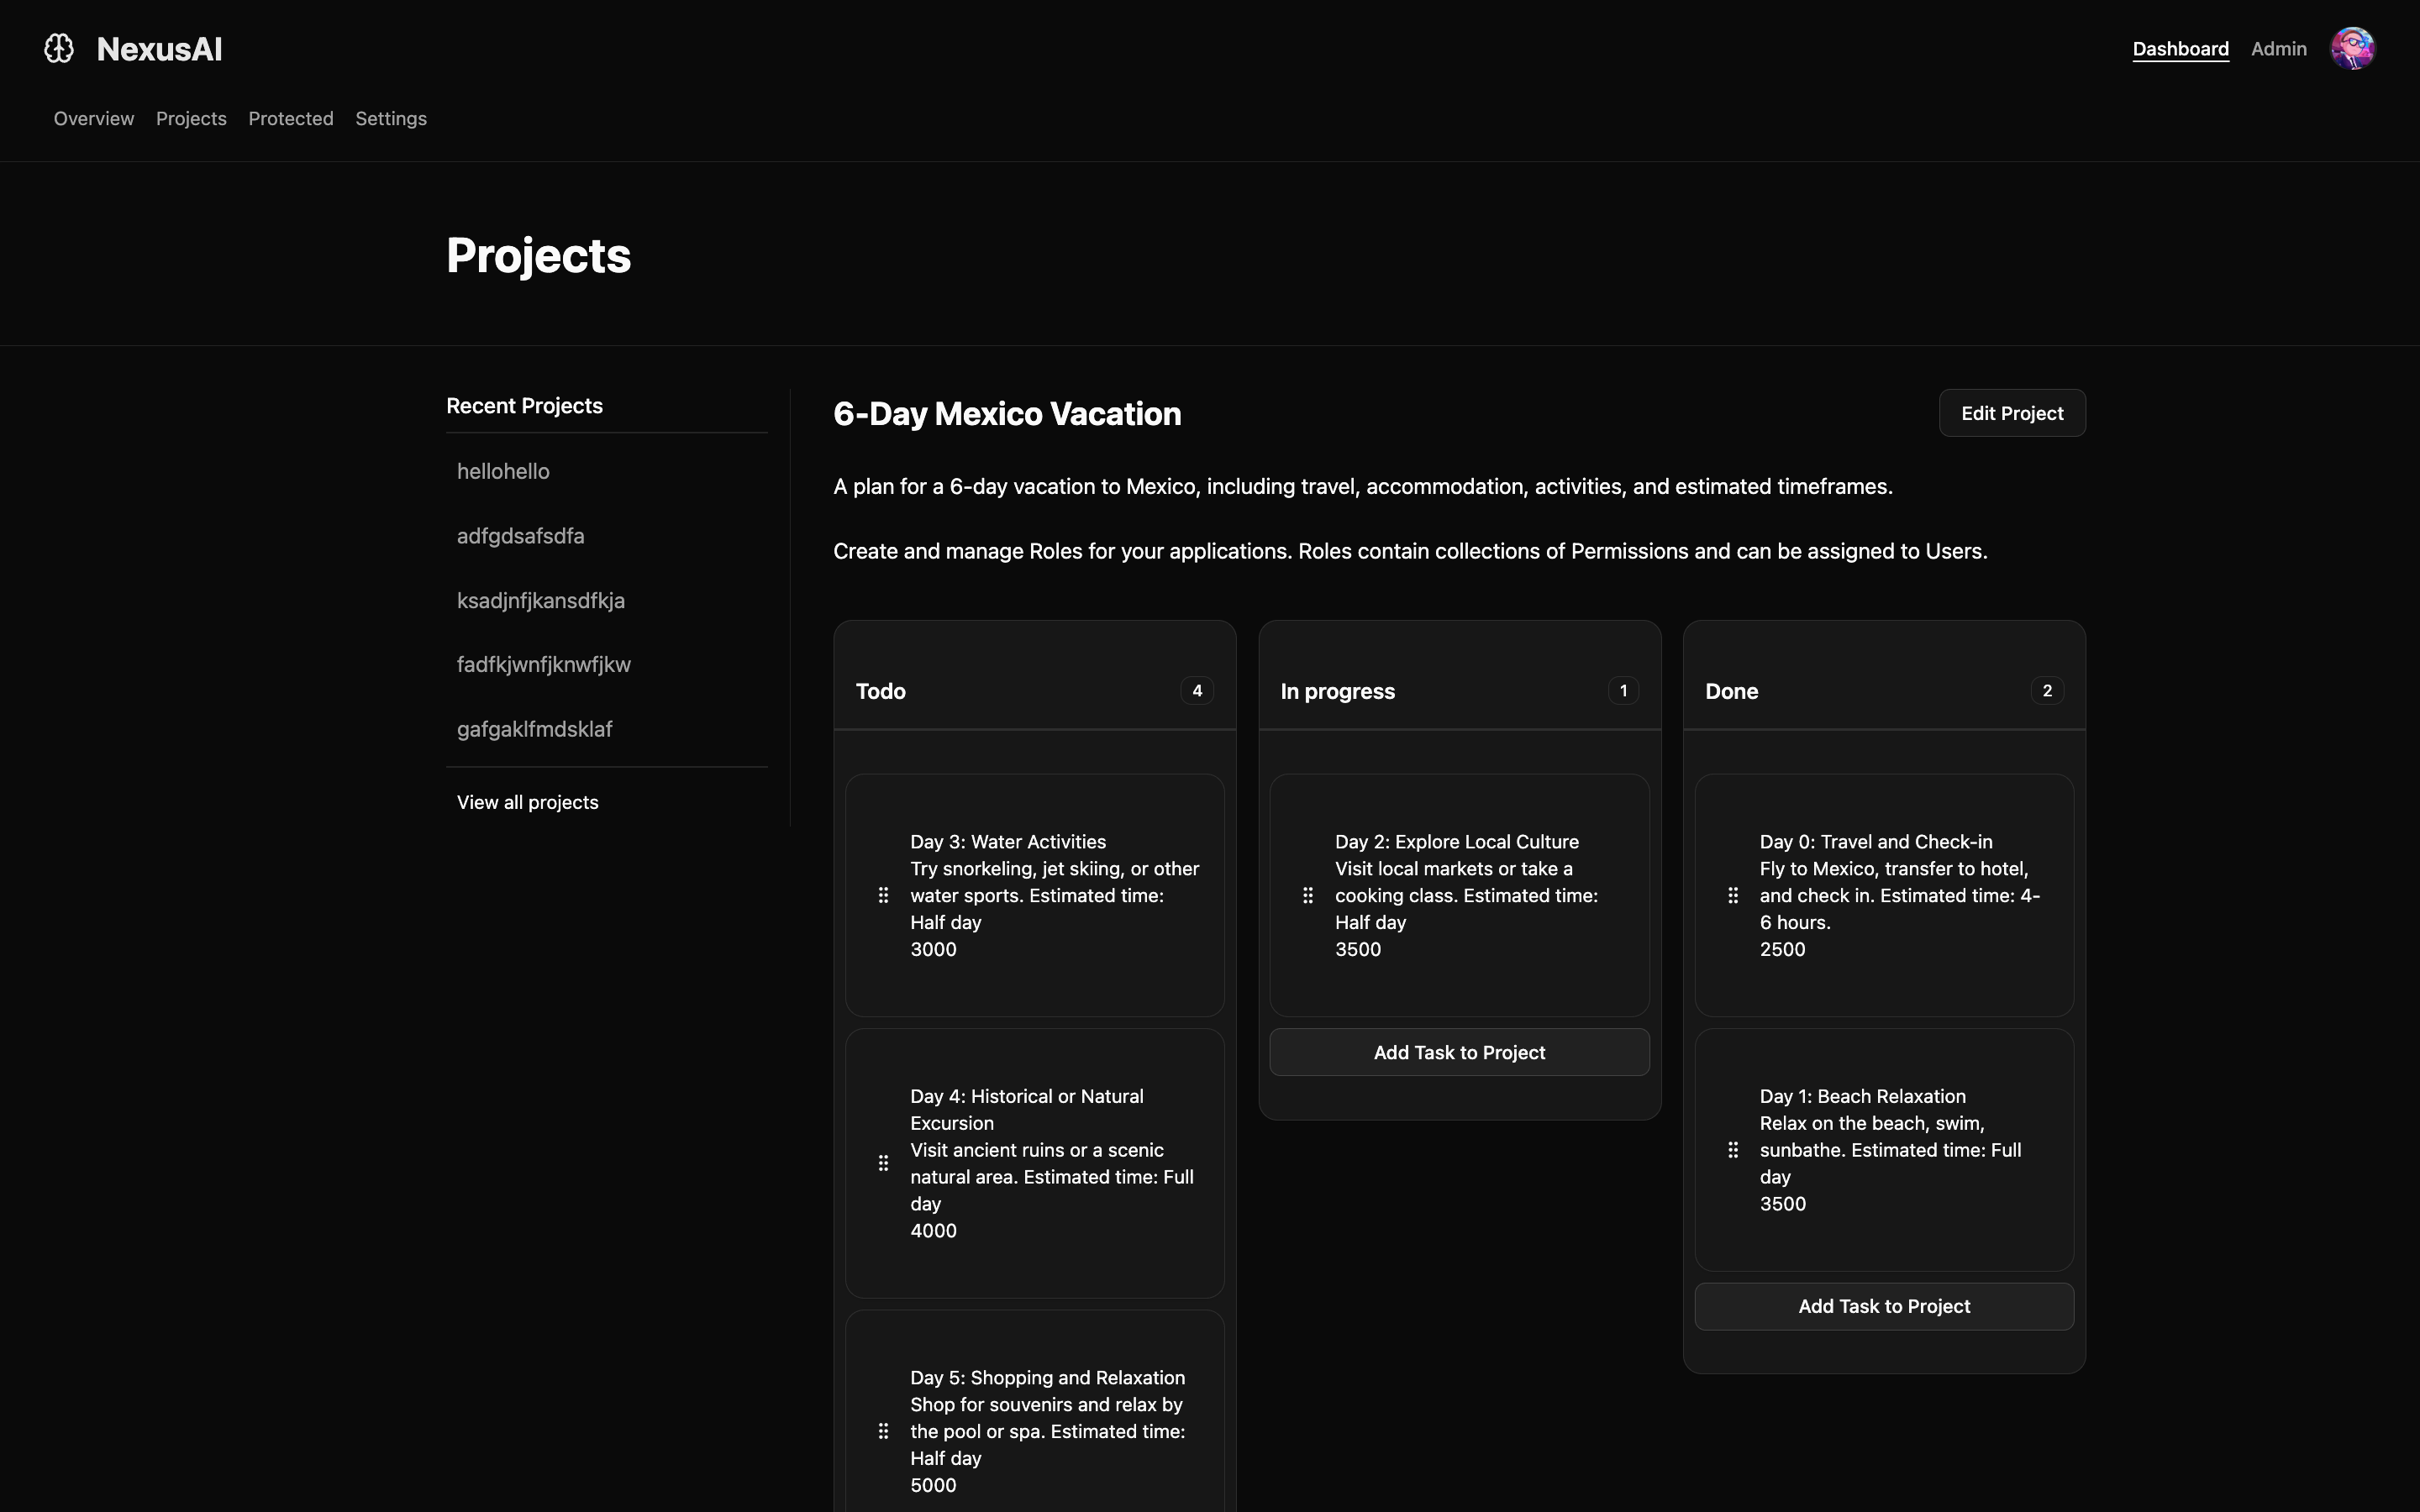 NexusAI
Dashboard
Admin
Overview
Projects
Protected
Settings
Projects
Recent Projects
hellohello
adfgdsafsdfa
ksadjnfjkansdfkja
fadfkjwnfjknwfjkw
gafgaklfmdsklaf
View all projects
6-Day Mexico Vacation
Edit Project
A plan for a 6-day vacation to Mexico, including travel, accommodation, activities, and estimated timeframes.
Create and manage Roles for your applications. Roles contain collections of Permissions and can be assigned to Users.
Todo
4
Day 3: Water Activities
Try snorkeling, jet skiing, or other
water sports. Estimated time:
Half day
3000
Day 4: Historical or Natural
Excursion
Visit ancient ruins or a scenic
natural area. Estimated time: Full
day
4000
Day 5: Shopping and Relaxation
Shop for souvenirs and relax by
the pool or spa. Estimated time:
Half day
5000
In progress
1
Day 2: Explore Local Culture
Visit local markets or take a
cooking class. Estimated time:
Half day
3500
Add Task to Project
Done
2
Day 0: Travel and Check-in
Fly to Mexico, transfer to hotel,
and check in. Estimated time: 4-
6 hours.
2500
Day 1: Beach Relaxation
Relax on the beach, swim,
sunbathe. Estimated time: Full
day
3500
Add Task to Project